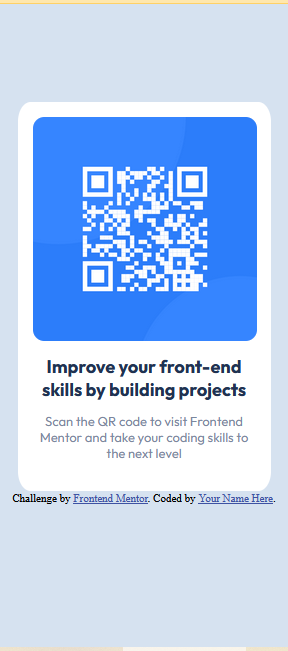 Improve your front-end
skills by building projects
Scan the QR code to visit Frontend
Mentor and take your coding skills to
the next level
Challenge by Frontend Mentor. Coded by Your Name Here.